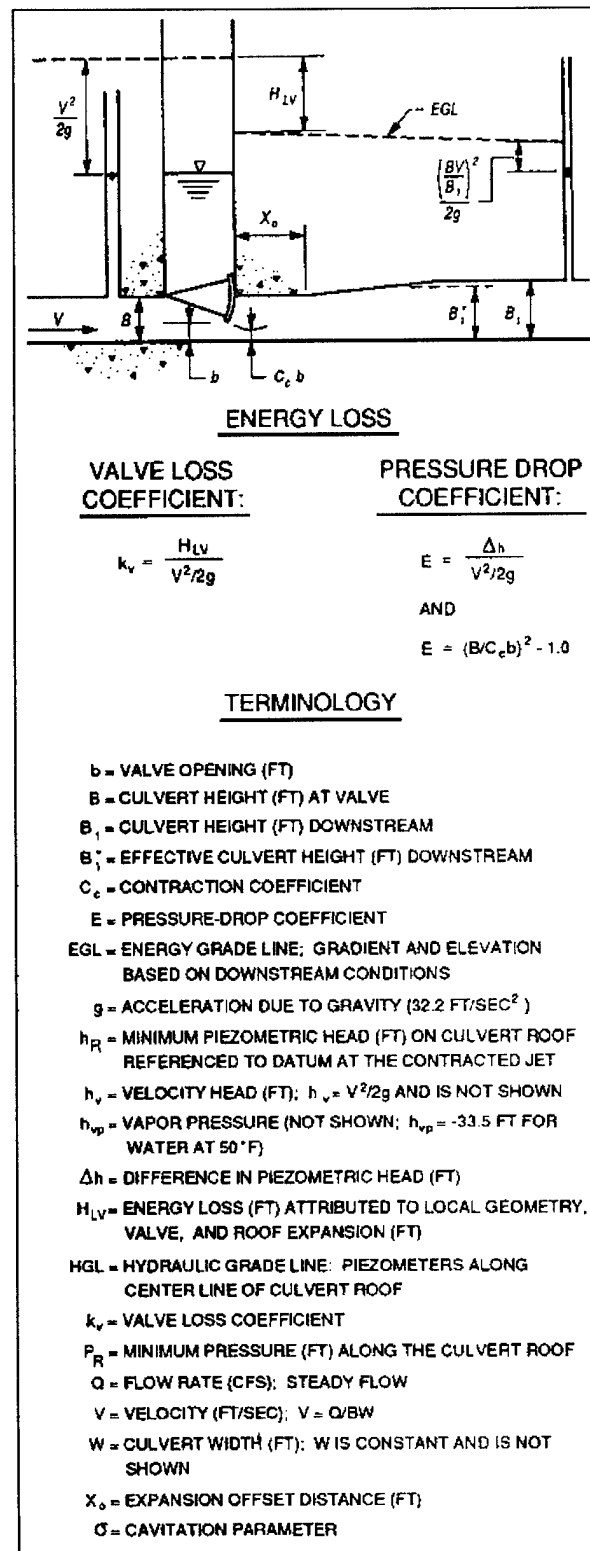 V²
2g
H_LV
EGL
(BV/B₁)²
2g
X_o
V
B
b
C_c b
B₁*
B₁
ENERGY LOSS
VALVE LOSS
COEFFICIENT:
k_v = H_LV / V²/2g
PRESSURE DROP
COEFFICIENT:
E = Δh / V²/2g
AND
E = (B/C_c b)² - 1.0
TERMINOLOGY
b = VALVE OPENING (FT)
B = CULVERT HEIGHT (FT) AT VALVE
B₁ = CULVERT HEIGHT (FT) DOWNSTREAM
B₁* = EFFECTIVE CULVERT HEIGHT (FT) DOWNSTREAM
C_c = CONTRACTION COEFFICIENT
E = PRESSURE-DROP COEFFICIENT
EGL = ENERGY GRADE LINE; GRADIENT AND ELEVATION
BASED ON DOWNSTREAM CONDITIONS
g = ACCELERATION DUE TO GRAVITY (32.2 FT/SEC²)
h_R = MINIMUM PIEZOMETRIC HEAD (FT) ON CULVERT ROOF
REFERENCED TO DATUM AT THE CONTRACTED JET
h_v = VELOCITY HEAD (FT); h_v = V²/2g AND IS NOT SHOWN
h_vp = VAPOR PRESSURE (NOT SHOWN; h_vp = -33.5 FT FOR
WATER AT 50°F)
Δh = DIFFERENCE IN PIEZOMETRIC HEAD (FT)
H_LV = ENERGY LOSS (FT) ATTRIBUTED TO LOCAL GEOMETRY,
VALVE, AND ROOF EXPANSION (FT)
HGL = HYDRAULIC GRADE LINE: PIEZOMETERS ALONG
CENTER LINE OF CULVERT ROOF
k_v = VALVE LOSS COEFFICIENT
P_R = MINIMUM PRESSURE (FT) ALONG THE CULVERT ROOF
Q = FLOW RATE (CFS); STEADY FLOW
V = VELOCITY (FT/SEC); V = Q/BW
W = CULVERT WIDTH (FT); W IS CONSTANT AND IS NOT
SHOWN
X_o = EXPANSION OFFSET DISTANCE (FT)
σ = CAVITATION PARAMETER